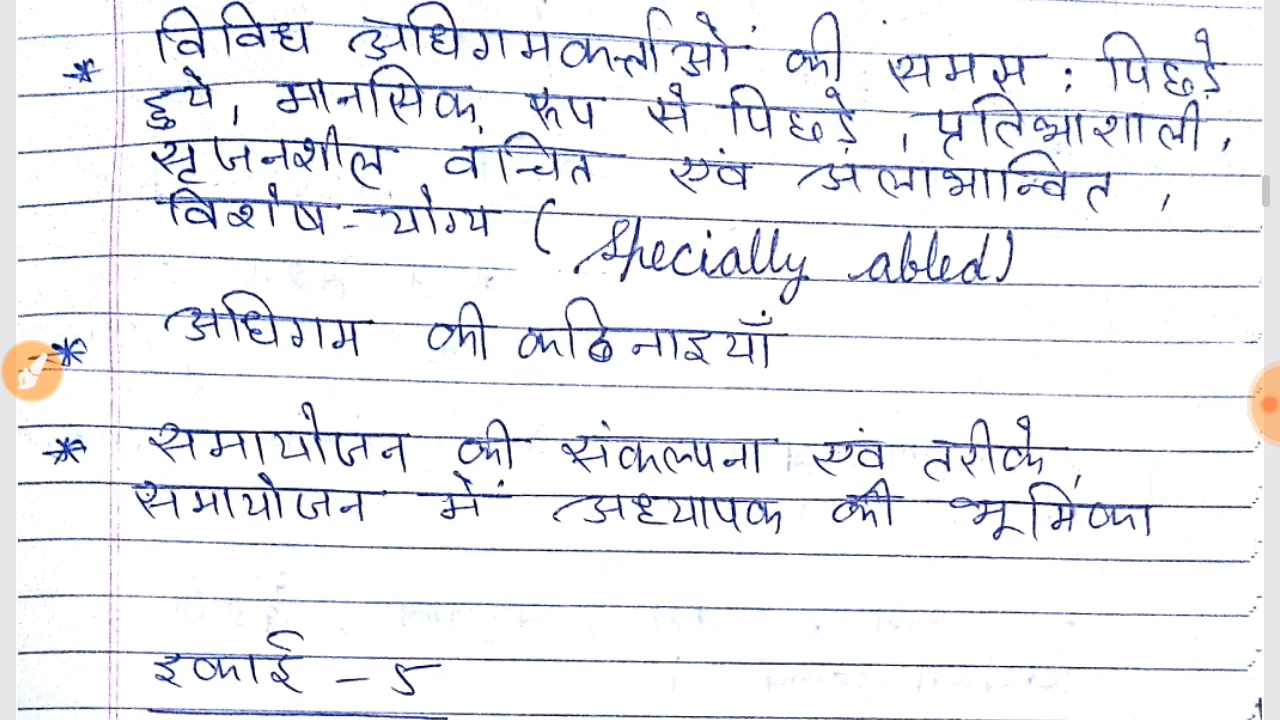 * विविध अधिगमकर्त्ताओं की समझ : पिछड़े
हुये, मानसिक रूप से पिछड़े, प्रतिभाशाली,
सृजनशील वंचित एवं अलाभान्वित,
विशेष-योग्य (Specially abled)
* अधिगम की कठिनाइयाँ
* समायोजन की संकल्पना एवं तरीके,
समायोजन में अध्यापक की भूमिका
इकाई - 5